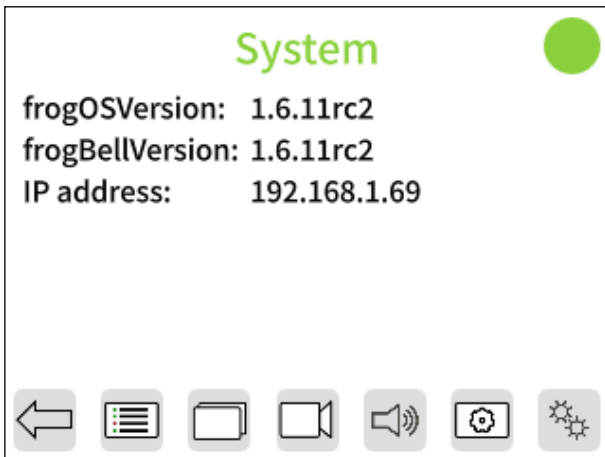 System
frogOSVersion: 1.6.11rc2
frogBellVersion: 1.6.11rc2
IP address: 192.168.1.69